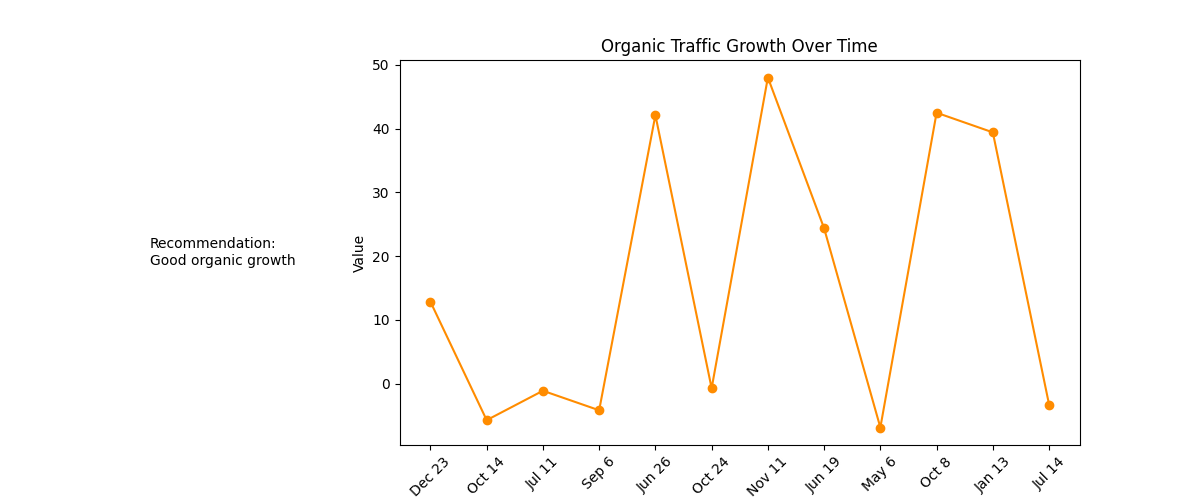 Organic Traffic Growth Over Time
Recommendation:
Good organic growth
Value
50
40
30
20
10
0
Dec 23
Oct 14
Jul 11
Sep 6
Jun 26
Oct 24
Nov 11
Jun 19
May 6
Oct 8
Jan 13
Jul 14